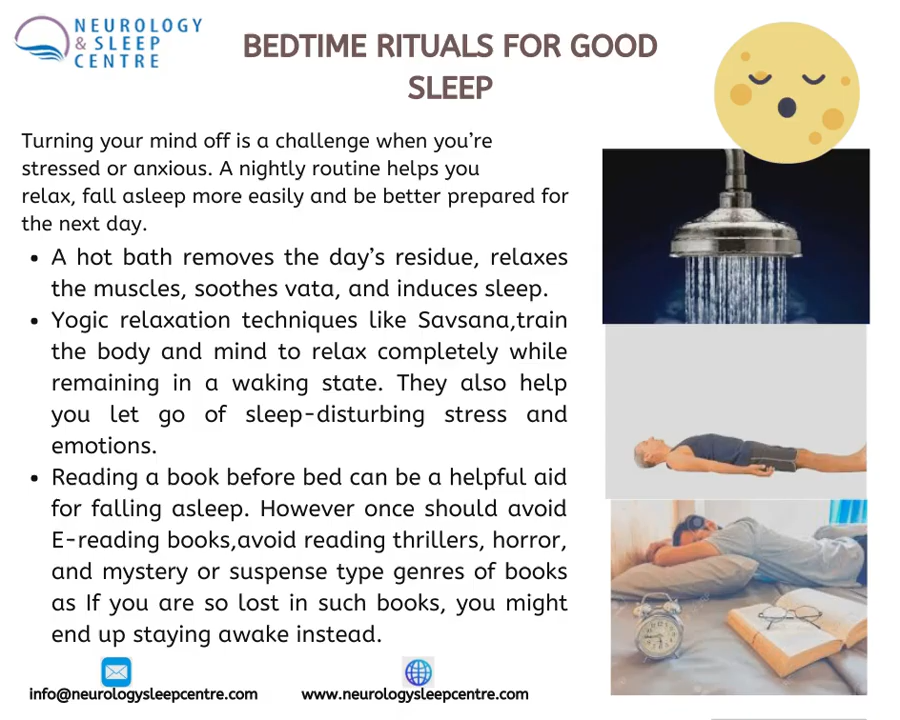 NEUROLOGY
& SLEEP
CENTRE
BEDTIME RITUALS FOR GOOD
SLEEP
Turning your mind off is a challenge when you're
stressed or anxious. A nightly routine helps you
relax, fall asleep more easily and be better prepared for
the next day.
• A hot bath removes the day's residue, relaxes
the muscles, soothes vata, and induces sleep.
• Yogic relaxation techniques like Savsana,train
the body and mind to relax completely while
remaining in a waking state. They also help
you let go of sleep-disturbing stress and
emotions.
• Reading a book before bed can be a helpful aid
for falling asleep. However once should avoid
E-reading books,avoid reading thrillers, horror,
and mystery or suspense type genres of books
as If you are so lost in such books, you might
end up staying awake instead.
info@neurologysleepcentre.com
www.neurologysleepcentre.com